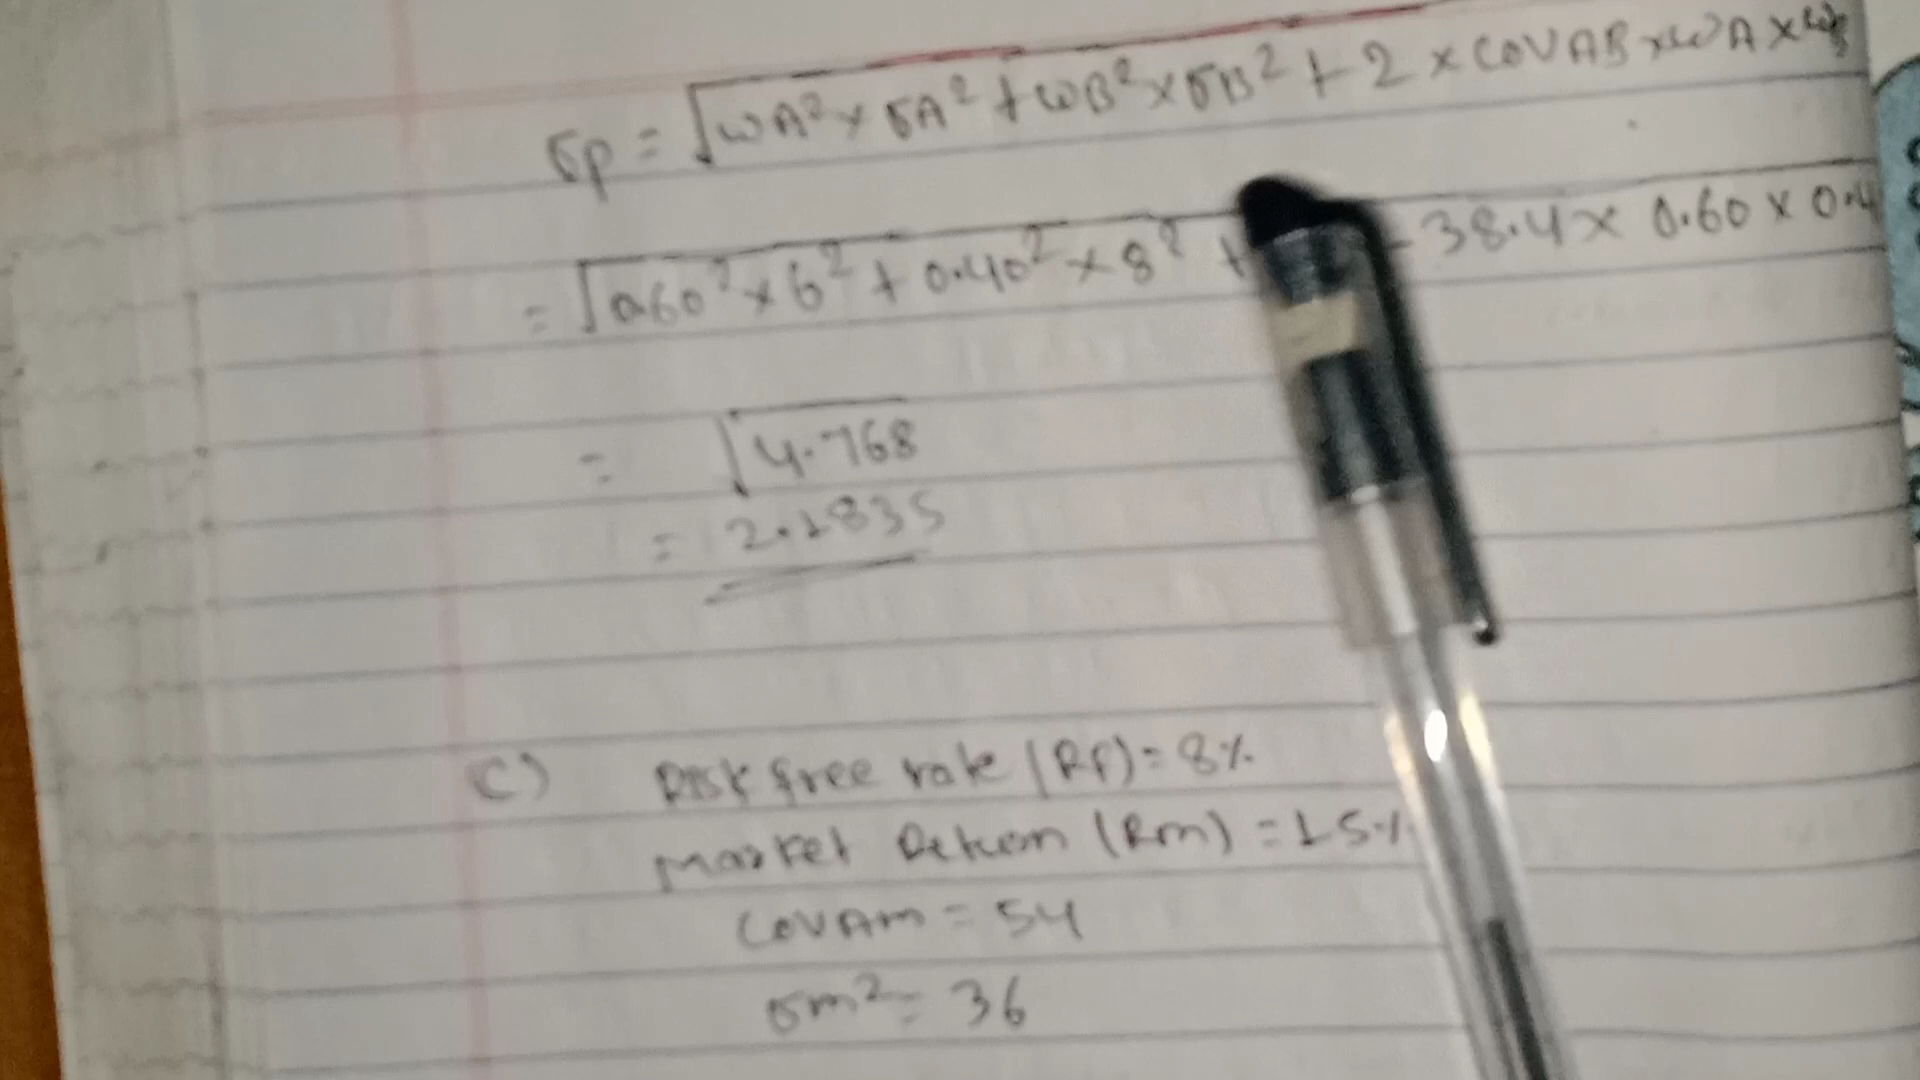 σp = √wA² × σA² + wB² × σB² + 2 × COVAB × wA × wB
= √0.60² × 6² + 0.40² × 8² + - 38.4 × 0.60 × 0.4
= √4.768
= 2.1835
C) Risk free rate (RF) = 8%
Market Return (Rm) = 15%
COVAm = 54
σm² = 36